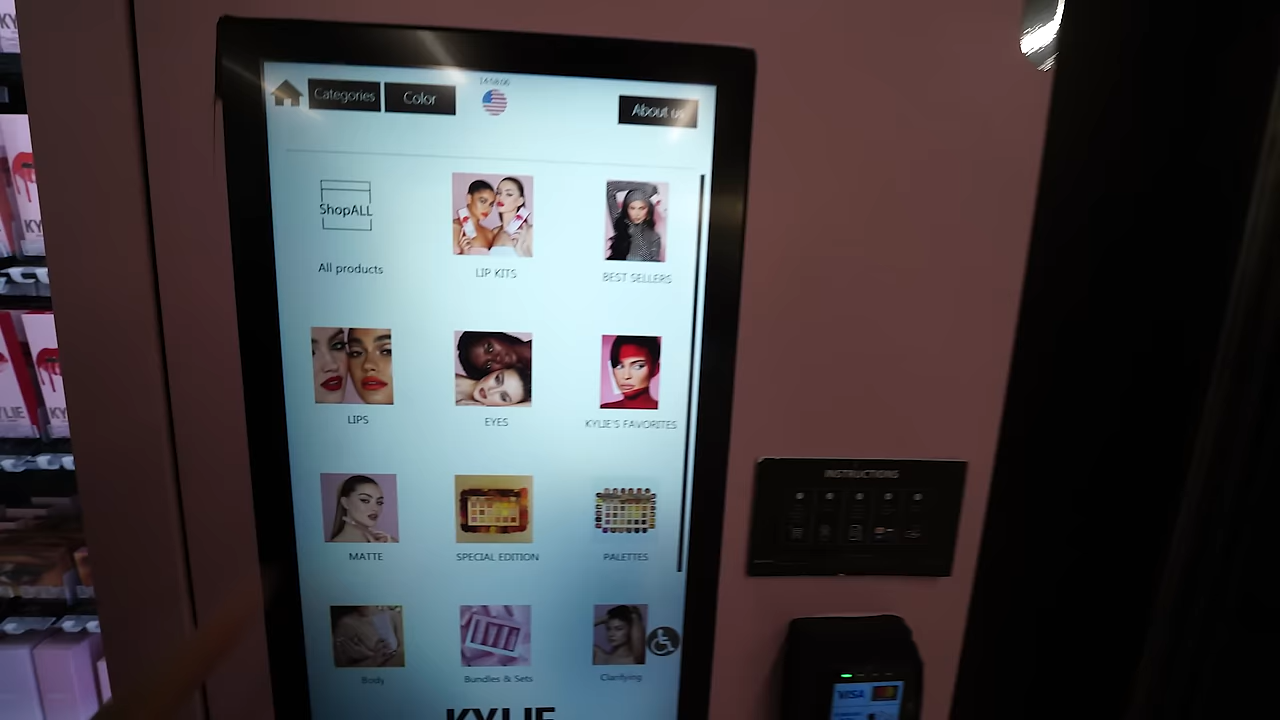 Categories
Color
About us
ShopALL
All products
LIP KITS
BEST SELLERS
LIPS
EYES
KYLIE'S FAVORITES
MATTE
SPECIAL EDITION
PALETTES
Body
Bundles & Sets
Clarifying
KYLIE
INSTRUCTIONS
VISA